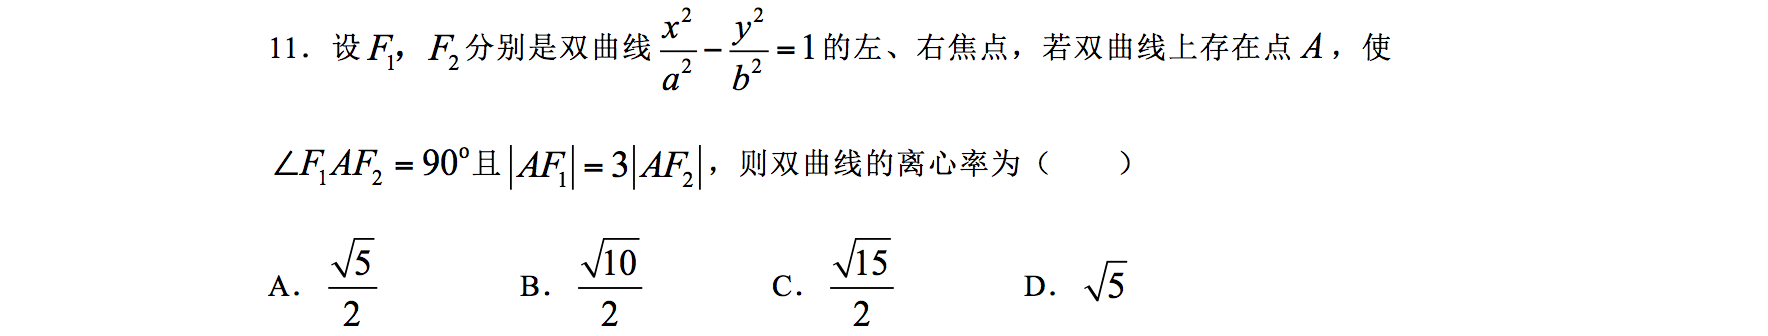 11．设 $F_1$，$F_2$ 分别是双曲线 $\frac{x^2}{a^2}-\frac{y^2}{b^2}=1$ 的左、右焦点，若双曲线上存在点 $A$，使
$\angle F_1AF_2=90^{\mathrm{o}}$ 且 $|AF_1|=3|AF_2|$，则双曲线的离心率为（　　）
A． $\frac{\sqrt{5}}{2}$　　B． $\frac{\sqrt{10}}{2}$　　C． $\frac{\sqrt{15}}{2}$　　D． $\sqrt{5}$